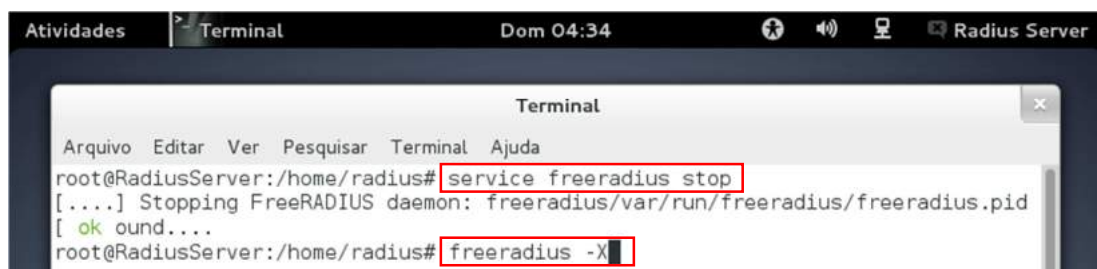 Atividades Terminal Dom 04:34 Radius Server
Terminal
Arquivo Editar Ver Pesquisar Terminal Ajuda
root@RadiusServer:/home/radius# service freeradius stop
[....] Stopping FreeRADIUS daemon: freeradius/var/run/freeradius/freeradius.pid
[ ok ound....
root@RadiusServer:/home/radius# freeradius -X